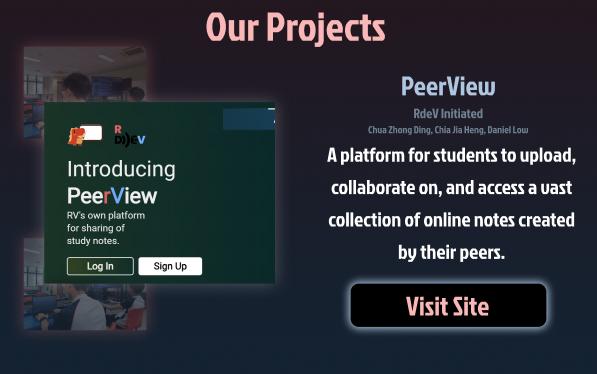 Our Projects
R
DeV
Introducing
PeerView
RV's own platform
for sharing of
study notes.
Log In
Sign Up
PeerView
RdeV Initiated
Chua Zhong Ding, Chia Jia Heng, Daniel Low
A platform for students to upload,
collaborate on, and access a vast
collection of online notes created
by their peers.
Visit Site